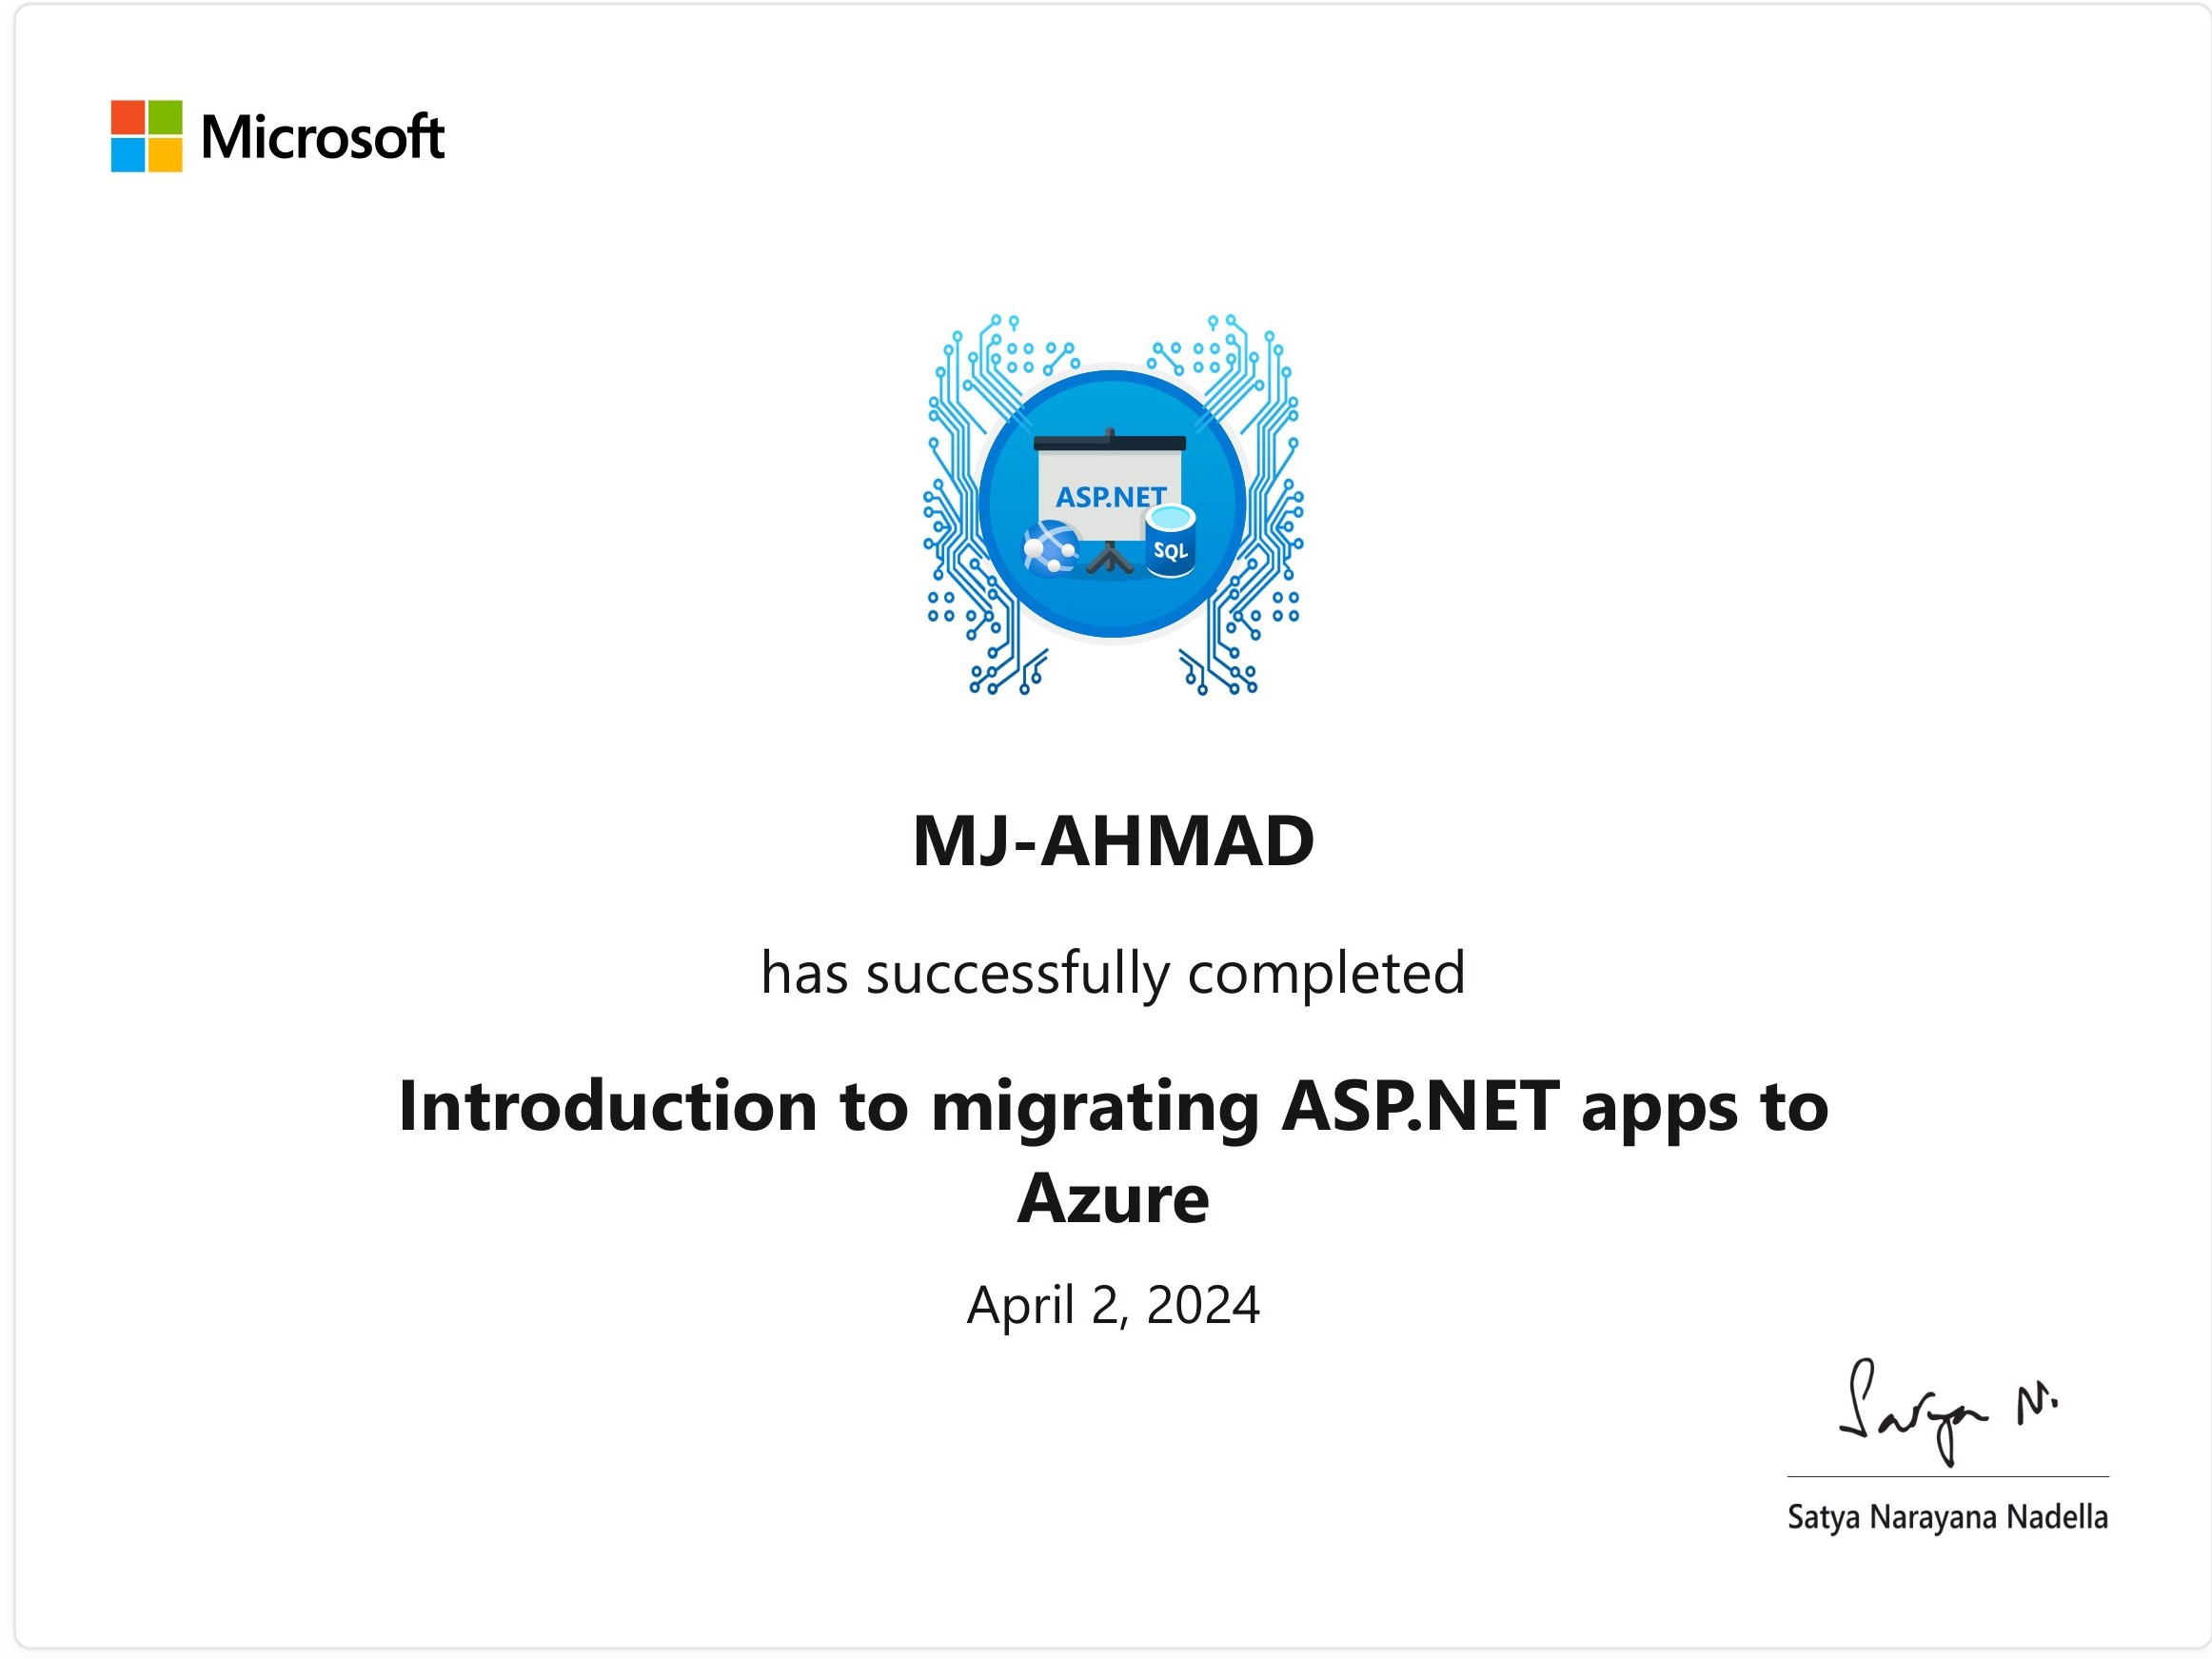 Microsoft
ASP.NET
SQL
MJ-AHMAD
has successfully completed
Introduction to migrating ASP.NET apps to
Azure
April 2, 2024
Satya N.
Satya Narayana Nadella